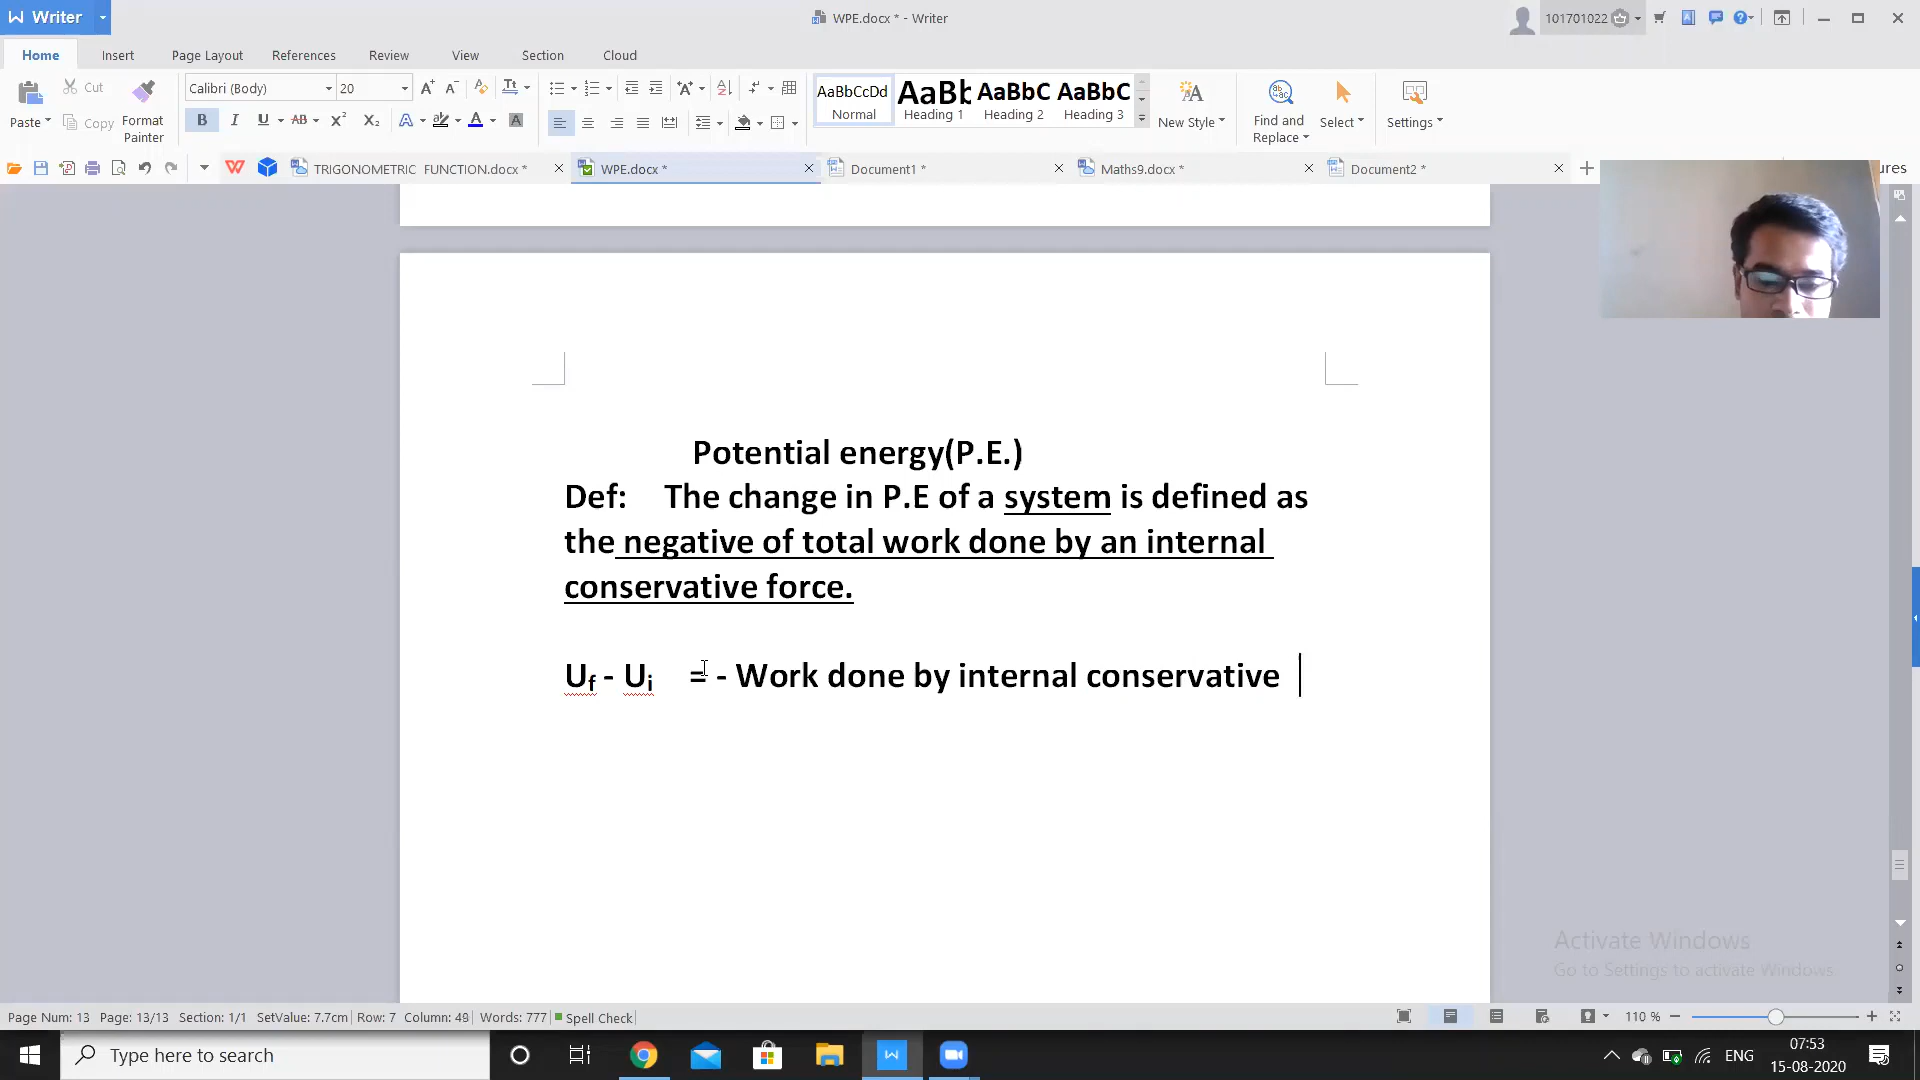 Writer
WPE.docx * - Writer
101701022
Home Insert Page Layout References Review View Section Cloud
Paste Cut Copy Format Painter
Calibri (Body) 20
AaBbCcDd Normal
AaBb Heading 1
AaBbC Heading 2
AaBbC Heading 3
New Style Find and Replace Select Settings
TRIGONOMETRIC FUNCTION.docx * WPE.docx * Document1 * Maths9.docx * Document2 * ures
Potential energy(P.E.)
Def: The change in P.E of a system is defined as
the negative of total work done by an internal
conservative force.
Uf - Ui = - Work done by internal conservative
Activate Windows
Go to Settings to activate Windows.
Page Num: 13 Page: 13/13 Section: 1/1 SetValue: 7.7cm Row: 7 Column: 49 Words: 777 Spell Check 110 %
Type here to search
ENG 07:53
15-08-2020